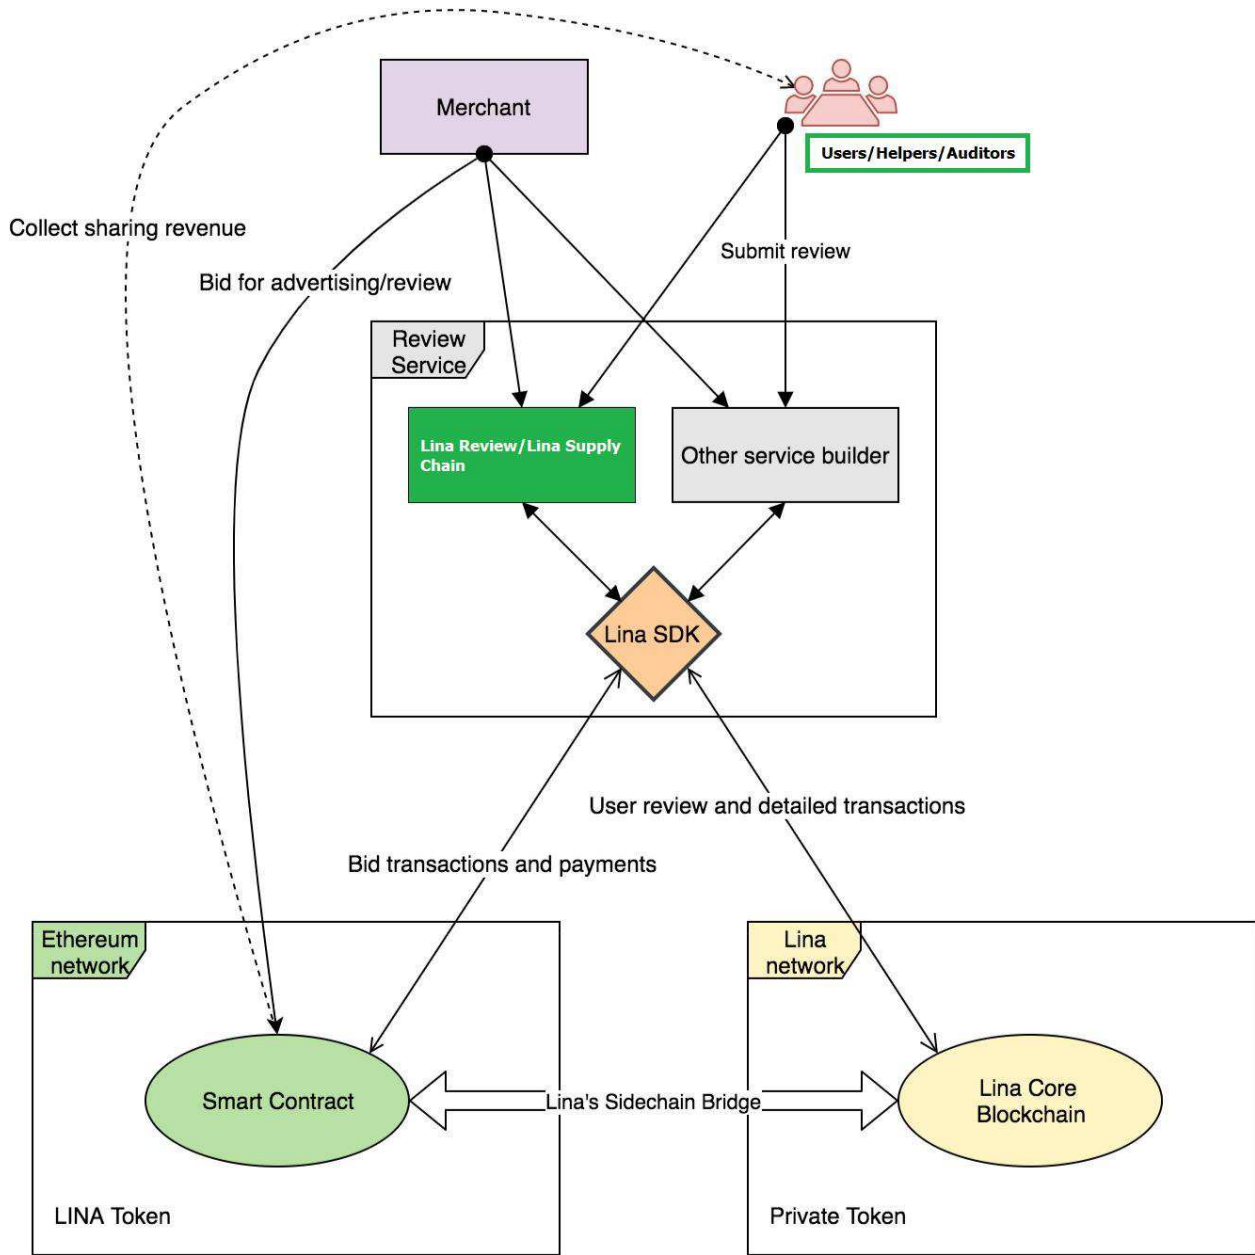 Merchant
Users/Helpers/Auditors
Collect sharing revenue
Submit review
Bid for advertising/review
Review
Service
Lina Review/Lina Supply
Chain
Other service builder
Lina SDK
User review and detailed transactions
Bid transactions and payments
Ethereum
network
Lina
network
Smart Contract
Lina's Sidechain Bridge
Lina Core
Blockchain
LINA Token
Private Token